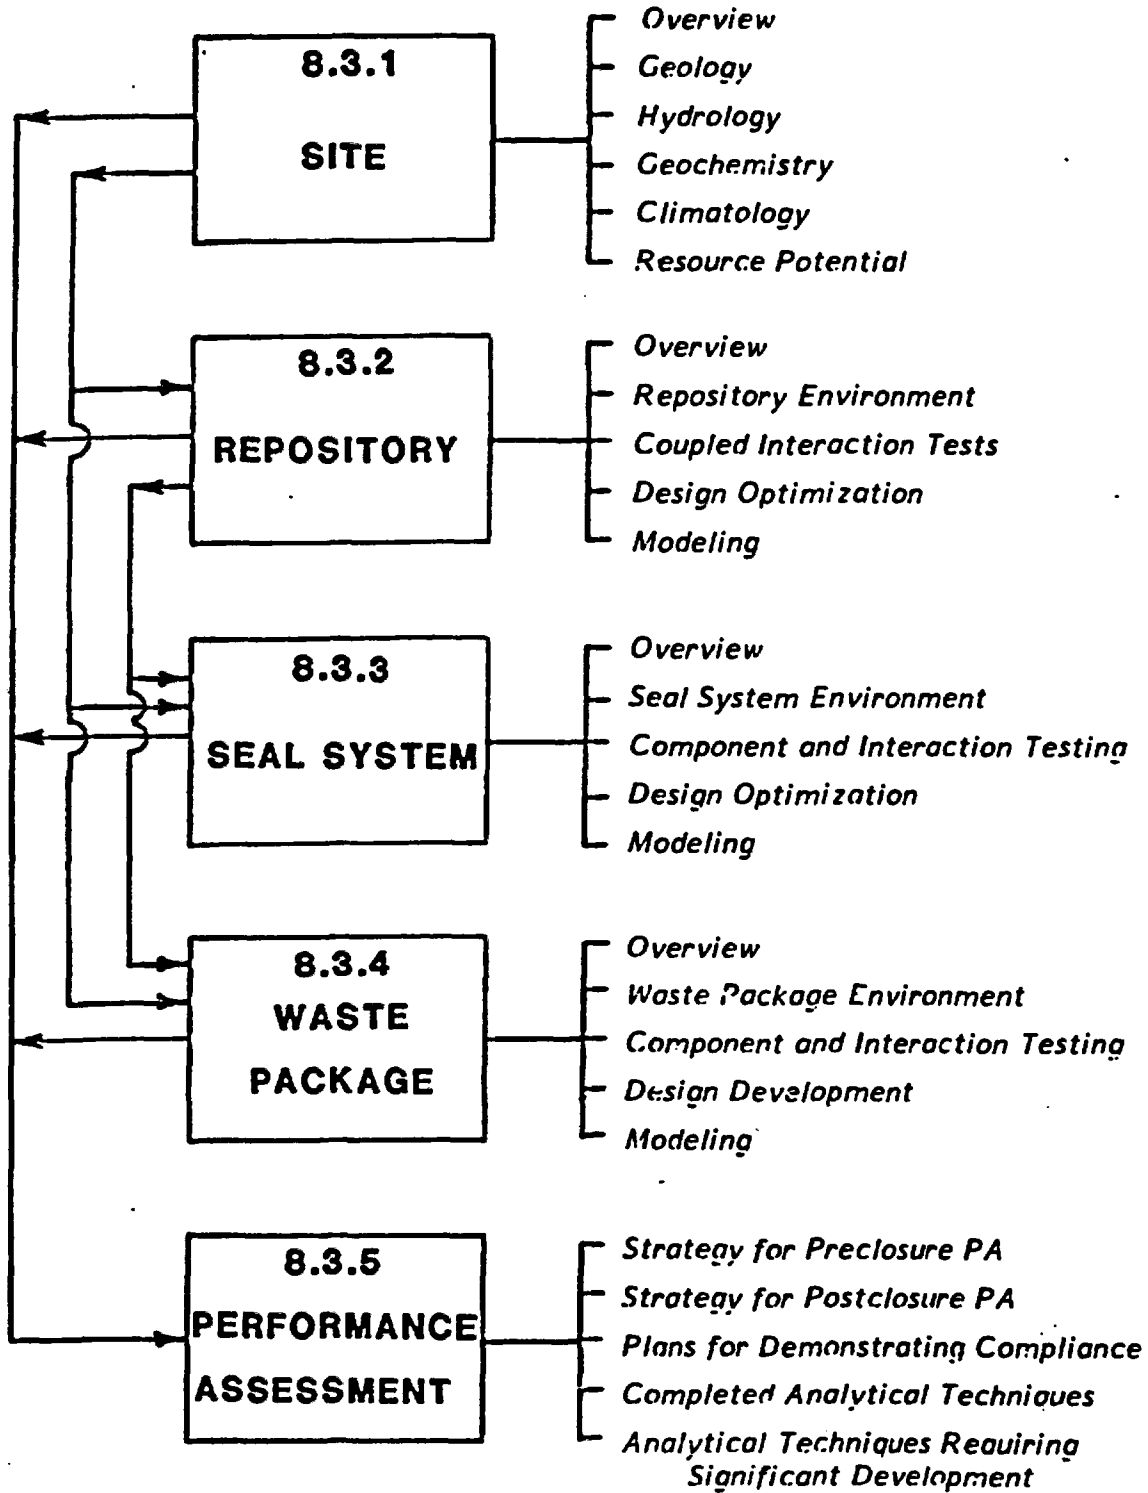 8.3.1
SITE
Overview
Geology
Hydrology
Geochemistry
Climatology
Resource Potential
8.3.2
REPOSITORY
Overview
Repository Environment
Coupled Interaction Tests
Design Optimization
Modeling
8.3.3
SEAL SYSTEM
Overview
Seal System Environment
Component and Interaction Testing
Design Optimization
Modeling
8.3.4
WASTE
PACKAGE
Overview
Waste Package Environment
Component and Interaction Testing
Design Development
Modeling
8.3.5
PERFORMANCE
ASSESSMENT
Strategy for Preclosure PA
Strategy for Postclosure PA
Plans for Demonstrating Compliance
Completed Analytical Techniques
Analytical Techniques Requiring
Significant Development